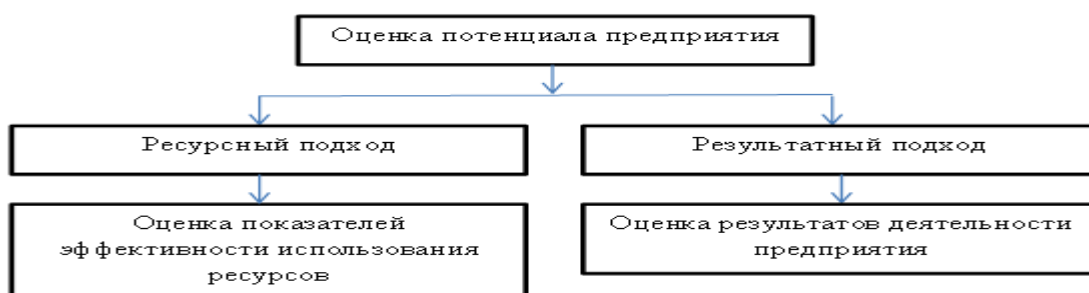 Оценка потенциала предприятия
Ресурсный подход
Результатный подход
Оценка показателей
эффективности использования
ресурсов
Оценка результатов деятельности
предприятия